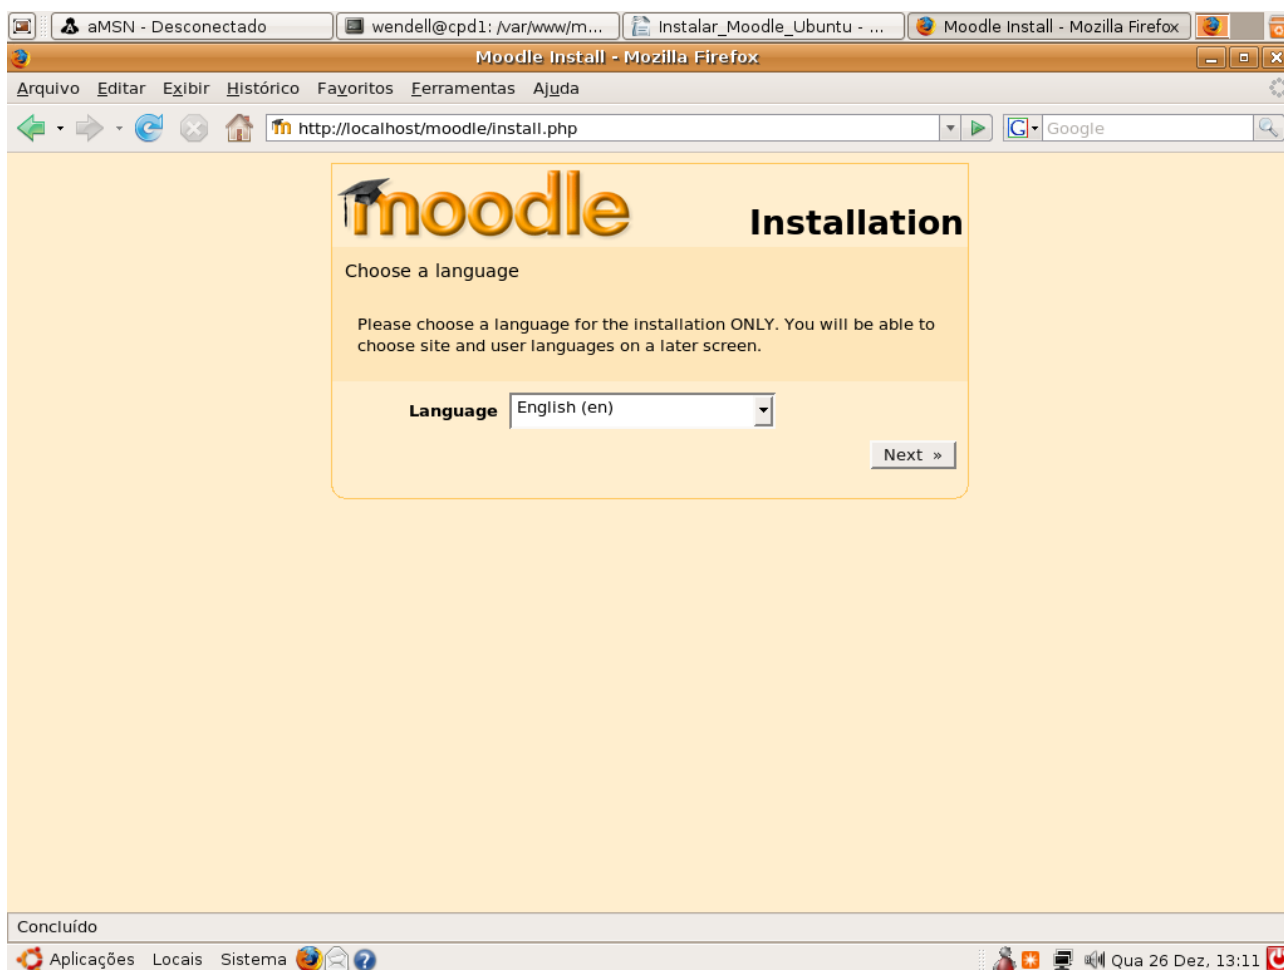 aMSN - Desconectado
wendell@cpd1: /var/www/m...
Instalar_Moodle_Ubuntu - ...
Moodle Install - Mozilla Firefox
Moodle Install - Mozilla Firefox
Arquivo Editar Exibir Histórico Favoritos Ferramentas Ajuda
http://localhost/moodle/install.php
G
Google
moodle
Installation
Choose a language
Please choose a language for the installation ONLY. You will be able to
choose site and user languages on a later screen.
Language
English (en)
Next »
Concluído
Aplicações Locais Sistema
Qua 26 Dez, 13:11